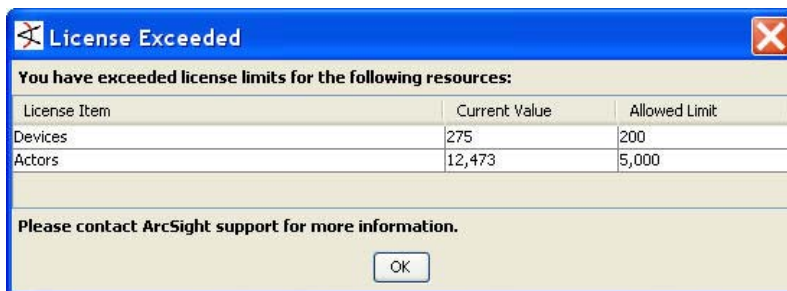 License Exceeded
You have exceeded license limits for the following resources:
License Item Current Value Allowed Limit
Devices 275 200
Actors 12,473 5,000
Please contact ArcSight support for more information.
OK